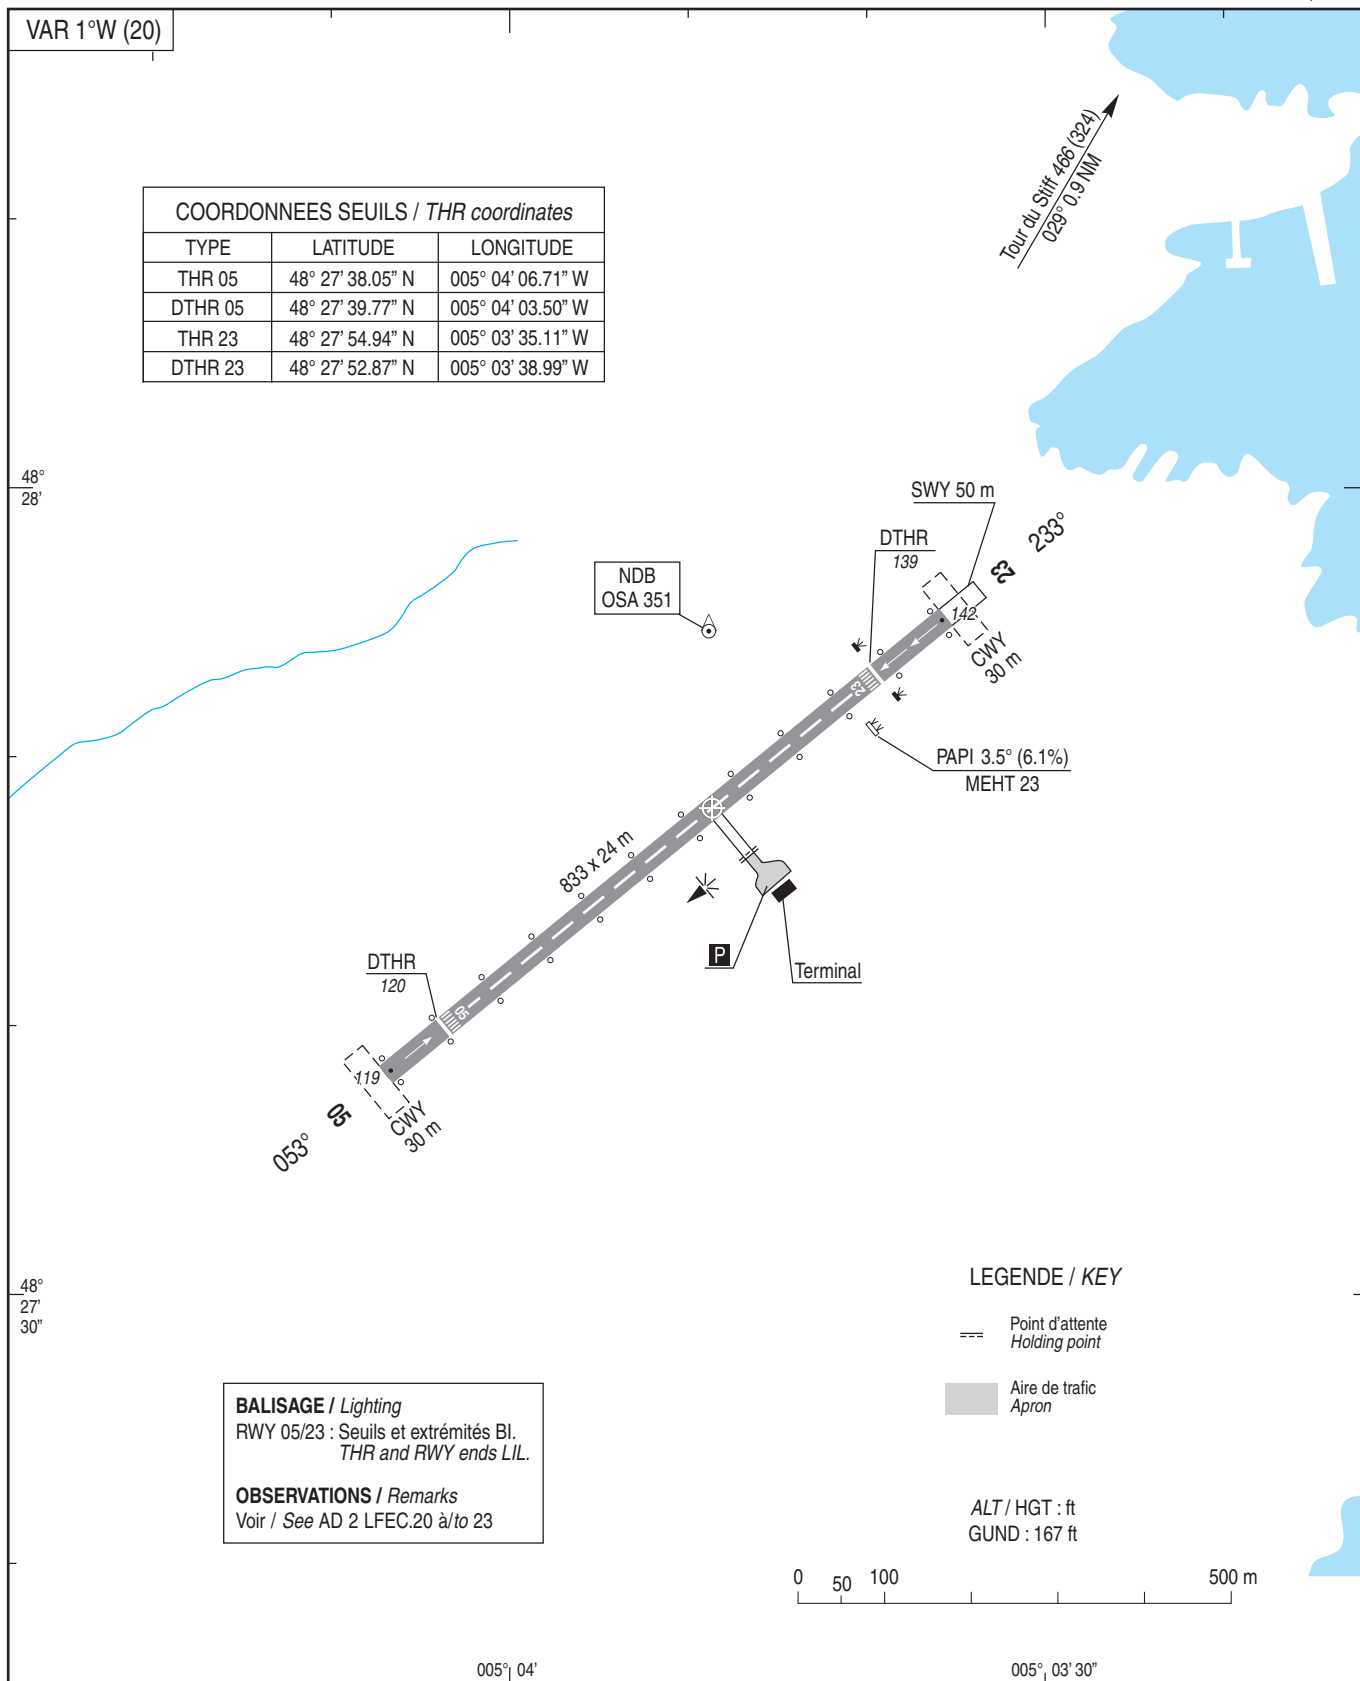 VAR 1°W (20)
Tour du Stiff 466 (324)
029° 0.9 NM
COORDONNEES SEUILS / THR coordinates
TYPE LATITUDE LONGITUDE
THR 05 48° 27' 38.05” N 005° 04' 06.71” W
DTHR 05 48° 27' 39.77” N 005° 04' 03.50” W
THR 23 48° 27' 54.94” N 005° 03' 35.11” W
DTHR 23 48° 27' 52.87” N 005° 03' 38.99” W
48°
28'
SWY 50 m
233°
23
DTHR
139
142
CWY
30 m
NDB
OSA 351
23
PAPI 3.5° (6.1%)
MEHT 23
833 x 24 m
P
Terminal
DTHR
120
05
119
CWY
30 m
05
053°
48°
27'
30”
LEGENDE / KEY
Point d'attente
Holding point
Aire de trafic
Apron
BALISAGE / Lighting
RWY 05/23 : Seuils et extrémités BI.
THR and RWY ends LIL.
OBSERVATIONS / Remarks
Voir / See AD 2 LFEC.20 à/to 23
ALT / HGT : ft
GUND : 167 ft
0 50 100 500 m
005° 04'
005° 03' 30”